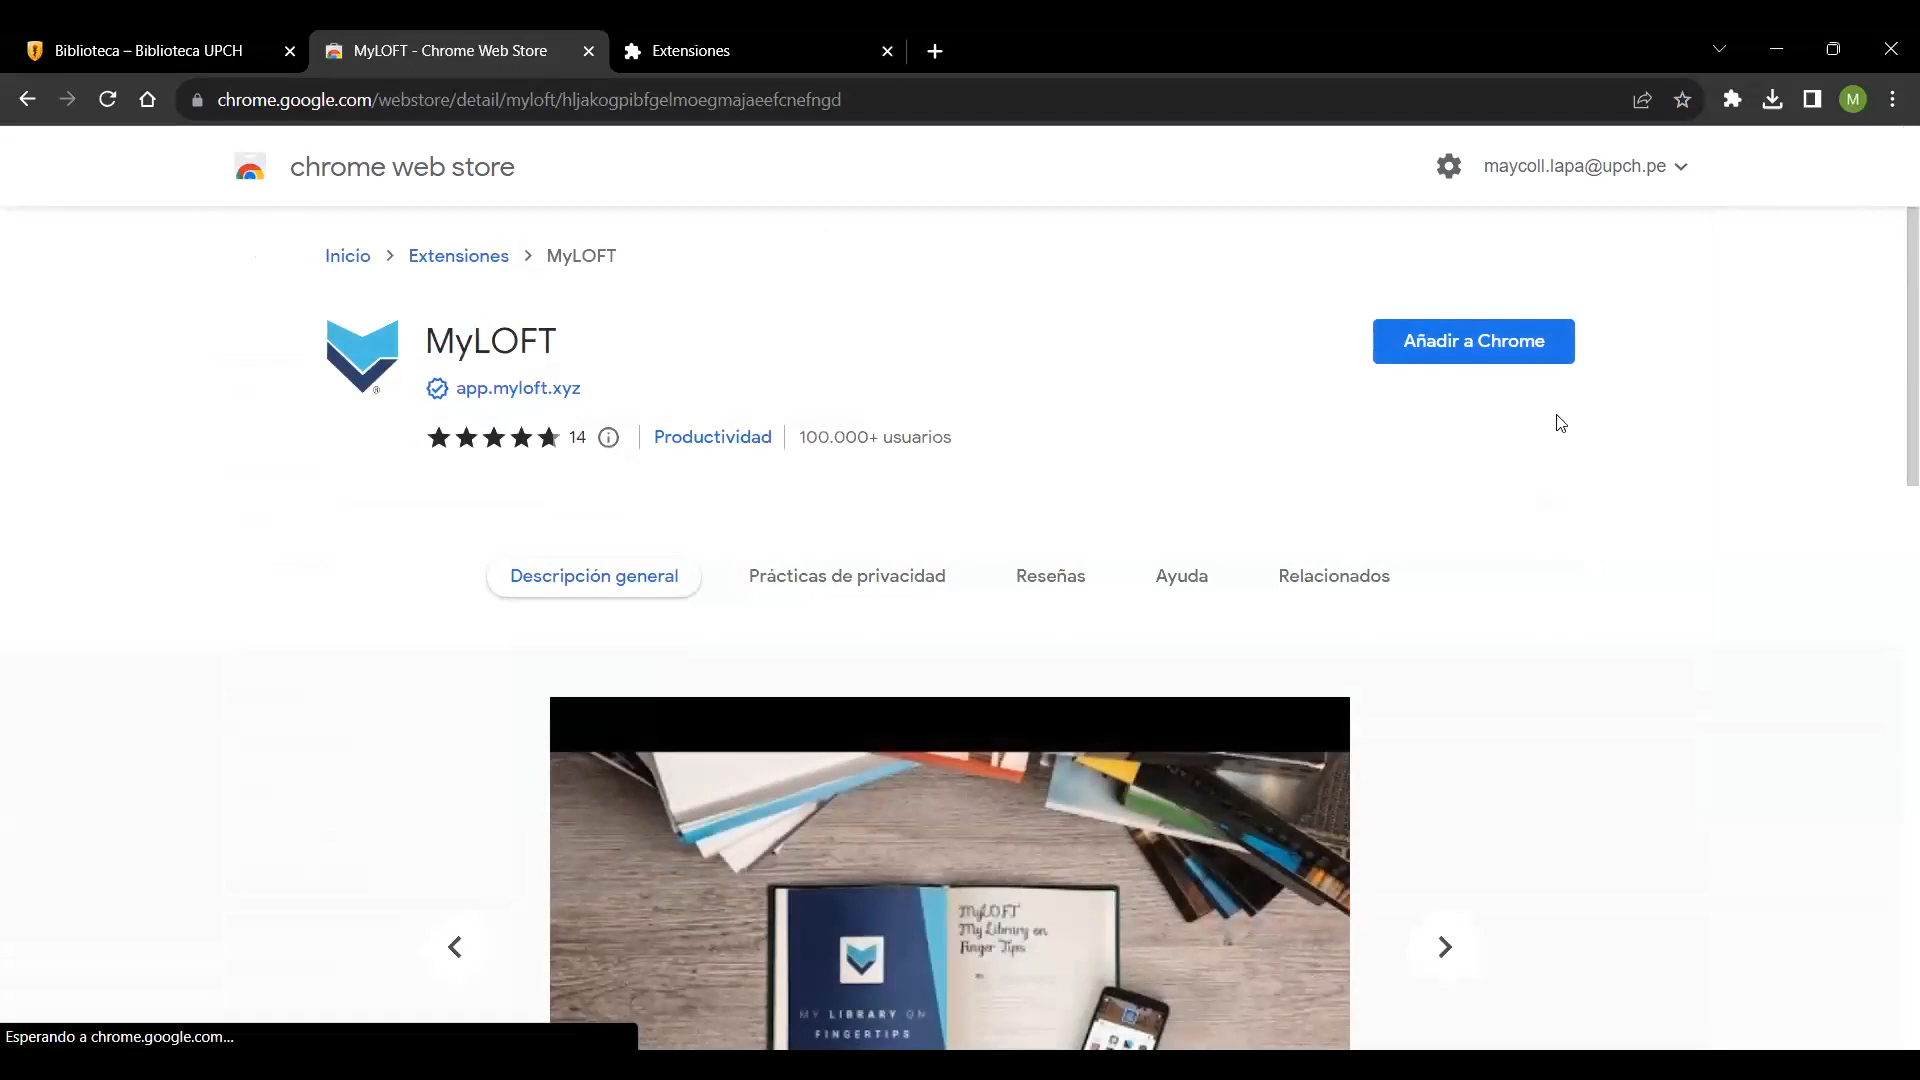 Biblioteca – Biblioteca UPCH
MyLOFT - Chrome Web Store
Extensiones
chrome.google.com/webstore/detail/myloft/hljakogpibfgelmoegmajaeefcnefngd
M
chrome web store
maycoll.lapa@upch.pe
Inicio > Extensiones > MyLOFT
MyLOFT
Añadir a Chrome
app.myloft.xyz
14
Productividad
100.000+ usuarios
Descripción general
Prácticas de privacidad
Reseñas
Ayuda
Relacionados
MyLOFT
My Library on
Finger Tips
MY LIBRARY ON
FINGERTIPS
Esperando a chrome.google.com...